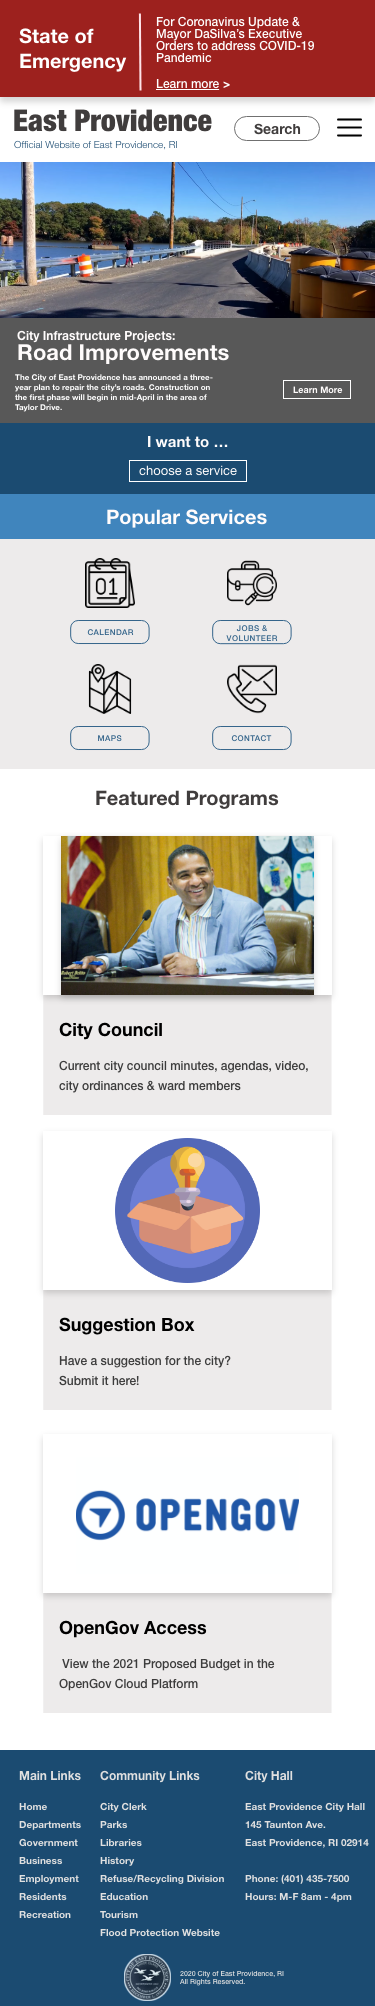 State of
Emergency
For Coronavirus Update &
Mayor DaSilva's Executive
Orders to address COVID-19
Pandemic
Learn more >
East Providence
Official Website of East Providence, RI
Search
City Infrastructure Projects:
Road Improvements
The City of East Providence has announced a three-
year plan to repair the city's roads. Construction on
the first phase will begin in mid-April in the area of
Taylor Drive.
Learn More
I want to ...
choose a service
Popular Services
01
CALENDAR
JOBS &
VOLUNTEER
MAPS
CONTACT
Featured Programs
City Council
Current city council minutes, agendas, video,
city ordinances & ward members
Suggestion Box
Have a suggestion for the city?
Submit it here!
OPENGOV
OpenGov Access
View the 2021 Proposed Budget in the
OpenGov Cloud Platform
Main Links
Home
Departments
Government
Business
Employment
Residents
Recreation
Community Links
City Clerk
Parks
Libraries
History
Refuse/Recycling Division
Education
Tourism
Flood Protection Website
City Hall
East Providence City Hall
145 Taunton Ave.
East Providence, RI 02914
Phone: (401) 435-7500
Hours: M-F 8am - 4pm
2020 City of East Providence, RI
All Rights Reserved.